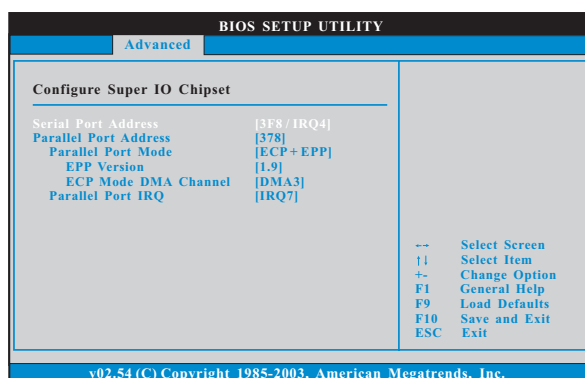 BIOS SETUP UTILITY
Advanced
Configure Super IO Chipset
Serial Port Address [3F8 / IRQ4]
Parallel Port Address [378]
Parallel Port Mode [ECP + EPP]
EPP Version [1.9]
ECP Mode DMA Channel [DMA3]
Parallel Port IRQ [IRQ7]
←→ Select Screen
↑↓ Select Item
+- Change Option
F1 General Help
F9 Load Defaults
F10 Save and Exit
ESC Exit
v02.54 (C) Copyright 1985-2003, American Megatrends, Inc.